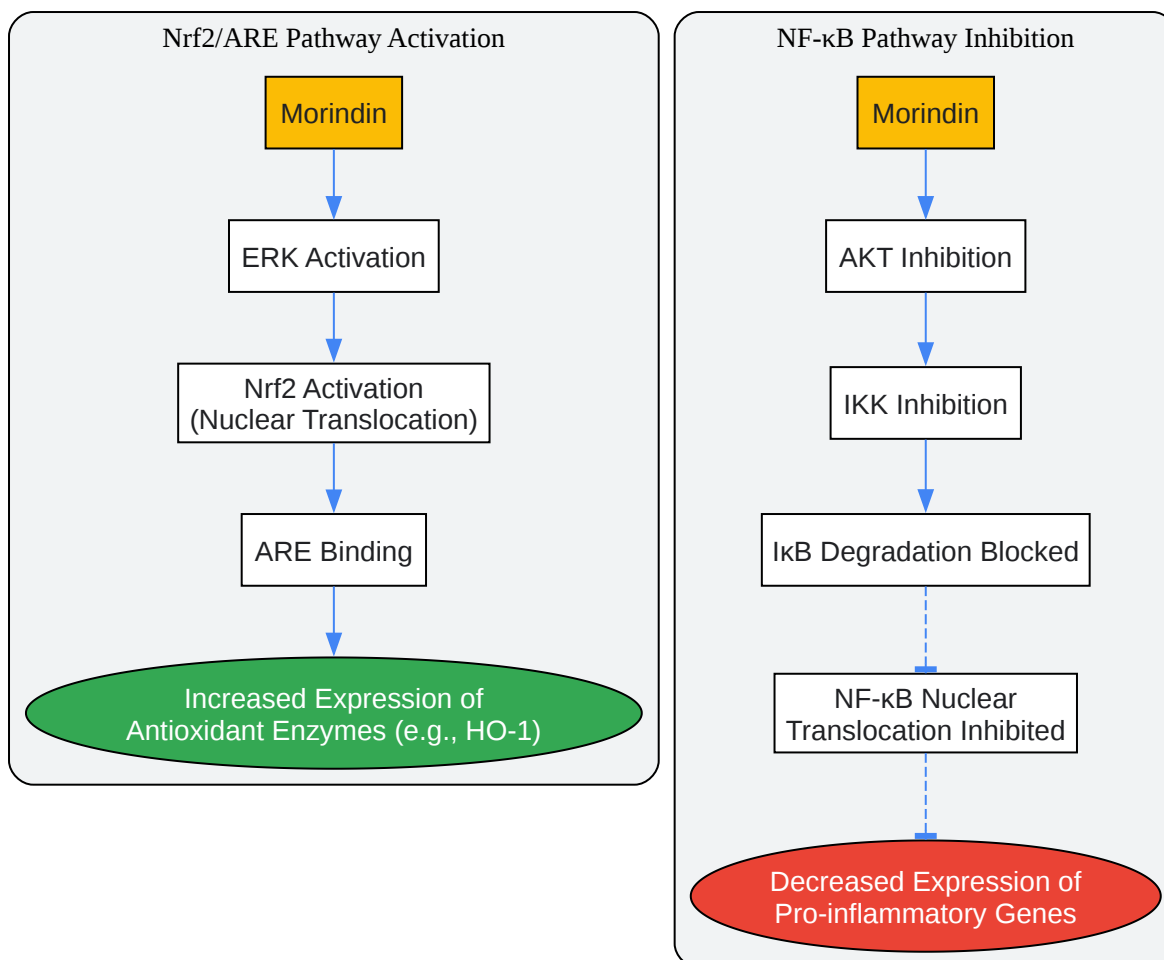 Nrf2/ARE Pathway Activation
Morindin
ERK Activation
Nrf2 Activation
(Nuclear Translocation)
ARE Binding
Increased Expression of
Antioxidant Enzymes (e.g., HO-1)
NF-κB Pathway Inhibition
Morindin
AKT Inhibition
IKK Inhibition
IκB Degradation Blocked
NF-κB Nuclear
Translocation Inhibited
Decreased Expression of
Pro-inflammatory Genes